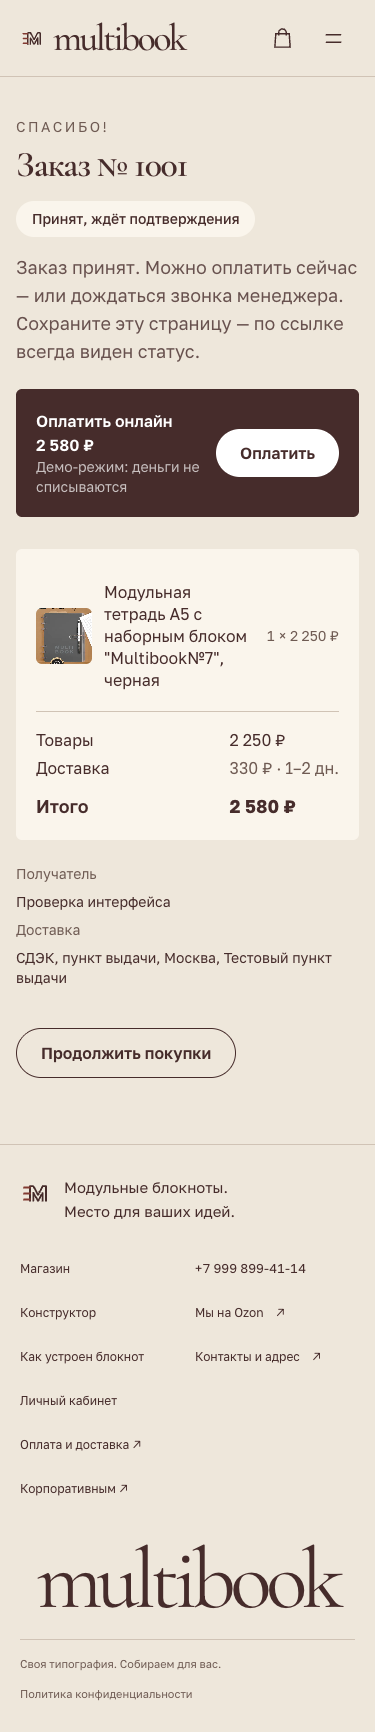 multibook
СПАСИБО!
Заказ № 1001
Принят, ждёт подтверждения
Заказ принят. Можно оплатить сейчас
— или дождаться звонка менеджера.
Сохраните эту страницу — по ссылке
всегда виден статус.
Оплатить онлайн
2 580 ₽
Демо-режим: деньги не
списываются
Оплатить
Модульная
тетрадь А5 с
наборным блоком
"Multibook№7",
черная
1 × 2 250 ₽
Товары 2 250 ₽
Доставка 330 ₽ · 1–2 дн.
Итого 2 580 ₽
Получатель
Проверка интерфейса
Доставка
СДЭК, пункт выдачи, Москва, Тестовый пункт
выдачи
Продолжить покупки
Модульные блокноты.
Место для ваших идей.
Магазин +7 999 899-41-14
Конструктор Мы на Ozon ↗
Как устроен блокнот Контакты и адрес ↗
Личный кабинет
Оплата и доставка ↗
Корпоративным ↗
multibook
Своя типография. Собираем для вас.
Политика конфиденциальности